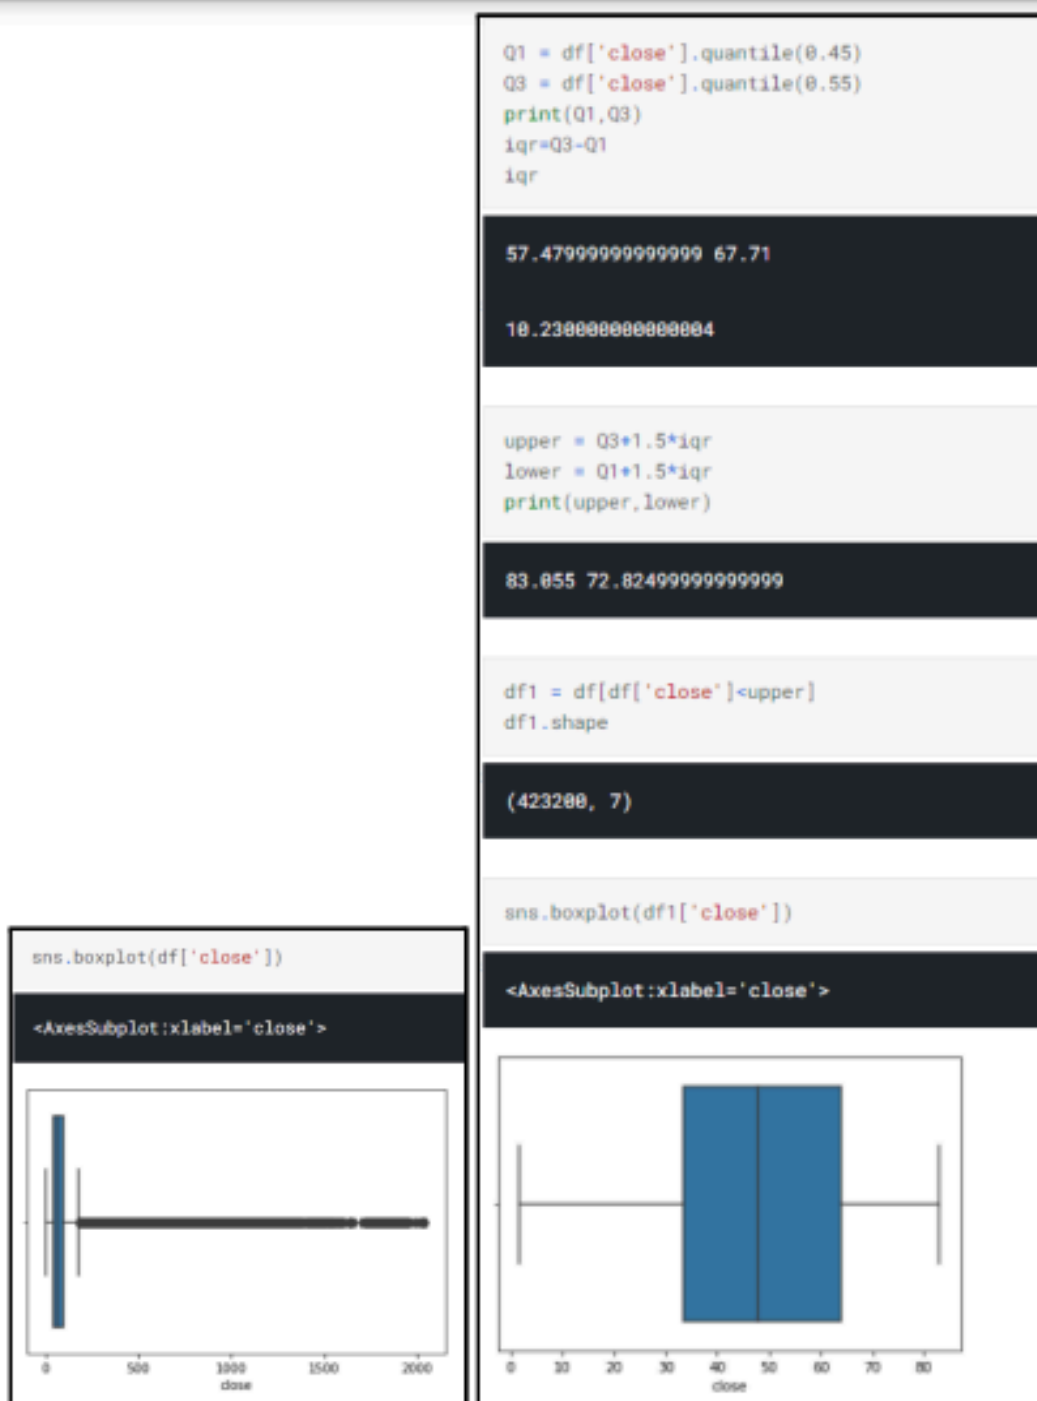 Q1 = df['close'].quantile(0.45)
Q3 = df['close'].quantile(0.55)
print(Q1,Q3)
iqr=Q3-Q1
iqr
57.47999999999999 67.71
10.230000000000004
upper = Q3+1.5*iqr
lower = Q1+1.5*iqr
print(upper,lower)
83.055 72.82499999999999
df1 = df[df['close']<upper]
df1.shape
(423200, 7)
sns.boxplot(df1['close'])
<AxesSubplot:xlabel='close'>
0 10 20 30 40 50 60 70 80
close
sns.boxplot(df['close'])
<AxesSubplot:xlabel='close'>
0 500 1000 1500 2000
close